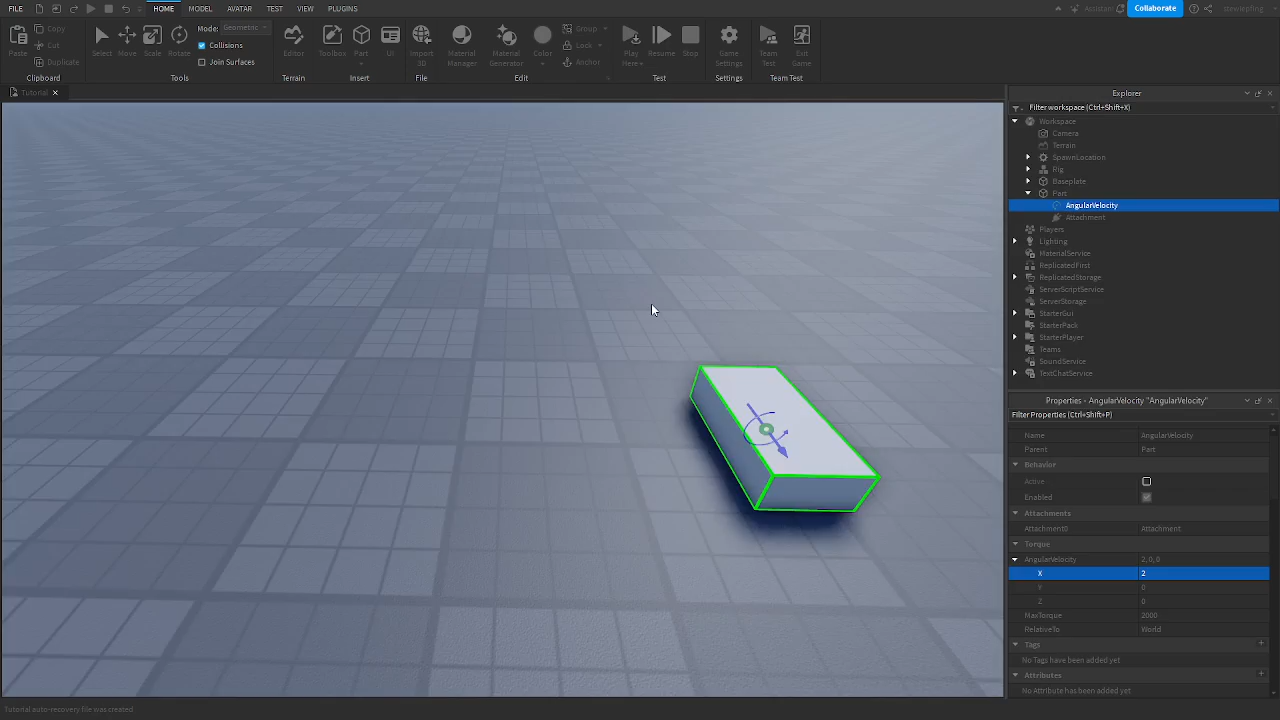 FILE HOME MODEL AVATAR TEST VIEW PLUGINS Assistant Collaborate stewiepfing
Paste Copy Cut Duplicate Clipboard
Select Move Scale Rotate Mode: Geometric Collisions Join Surfaces Tools
Editor Terrain
Toolbox Part UI Insert
Import 3D File
Material Manager Material Generator Color Group Lock Anchor Edit
Play Here Resume Stop Test
Game Settings Settings
Team Test Exit Game Team Test
Tutorial
Explorer
Filter workspace (Ctrl+Shift+X)
Workspace
Camera
Terrain
SpawnLocation
Rig
Baseplate
Part
AngularVelocity
Attachment
Players
Lighting
MaterialService
ReplicatedFirst
ReplicatedStorage
ServerScriptService
ServerStorage
StarterGui
StarterPack
StarterPlayer
Teams
SoundService
TextChatService
Properties - AngularVelocity "AngularVelocity"
Filter Properties (Ctrl+Shift+P)
Name AngularVelocity
Parent Part
Behavior
Active
Enabled
Attachments
Attachment0 Attachment
Torque
AngularVelocity 2, 0, 0
X 2
Y 0
Z 0
MaxTorque 2000
RelativeTo World
Tags
No Tags have been added yet
Attributes
No Attribute has been added yet
Tutorial auto-recovery file was created